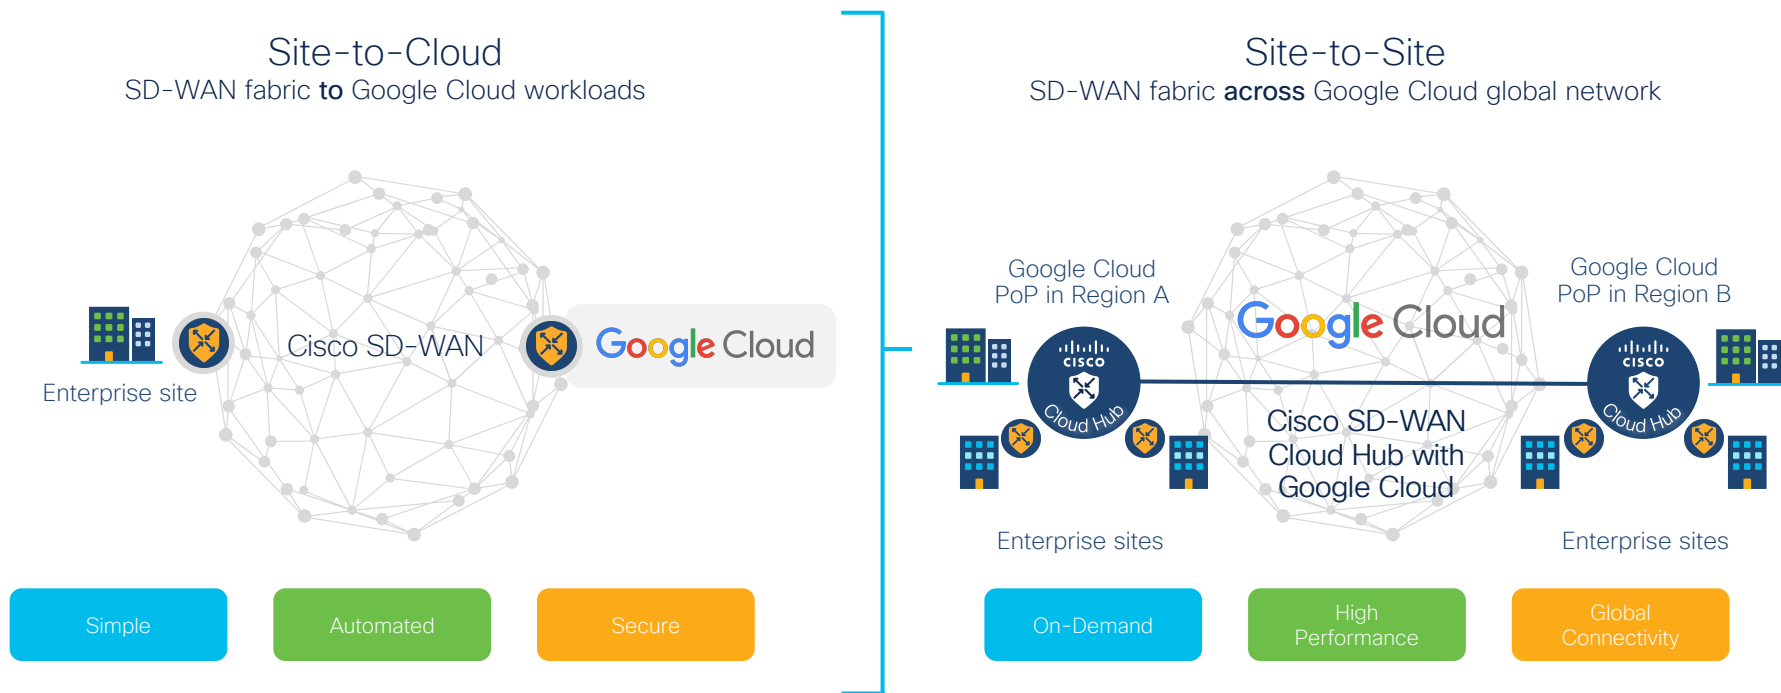 Site-to-Cloud
SD-WAN fabric to Google Cloud workloads
Cisco SD-WAN
Google Cloud
Enterprise site
Simple
Automated
Secure
Site-to-Site
SD-WAN fabric across Google Cloud global network
Google Cloud
PoP in Region A
Google Cloud
PoP in Region B
Google Cloud
CISCO
Cloud Hub
CISCO
Cloud Hub
Cisco SD-WAN
Cloud Hub with
Google Cloud
Enterprise sites
Enterprise sites
On-Demand
High
Performance
Global
Connectivity